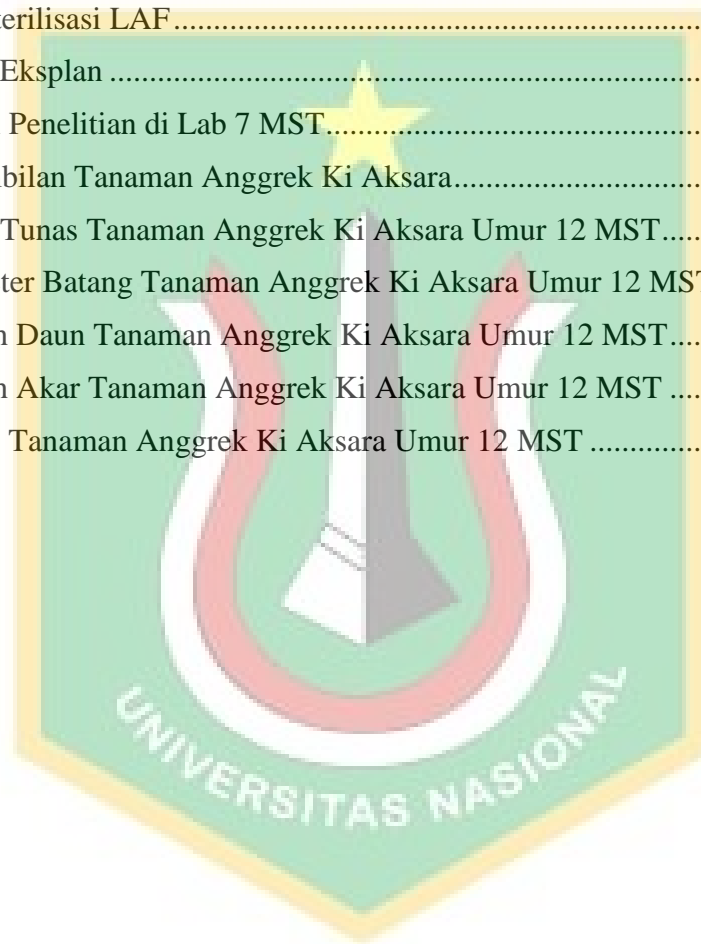 terilisasi LAF
Eksplan
Penelitian di Lab 7 MST
bilan Tanaman Anggrek Ki Aksara
Tunas Tanaman Anggrek Ki Aksara Umur 12 MST
ter Batang Tanaman Anggrek Ki Aksara Umur 12 MST
Daun Tanaman Anggrek Ki Aksara Umur 12 MST
Akar Tanaman Anggrek Ki Aksara Umur 12 MST
Tanaman Anggrek Ki Aksara Umur 12 MST
UNIVERSITAS NASIONAL